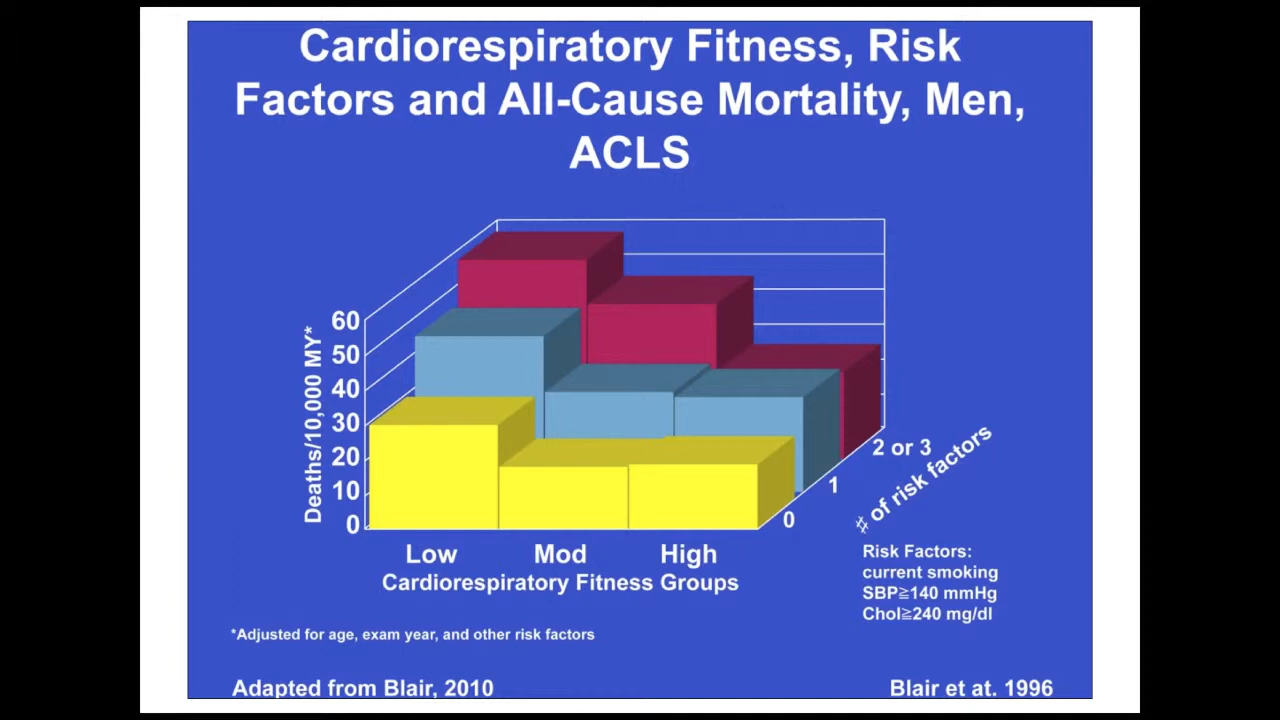 Cardiorespiratory Fitness, Risk
Factors and All-Cause Mortality, Men,
ACLS
60
50
40
30
20
10
0
Deaths/10,000 MY*
Low Mod High
Cardiorespiratory Fitness Groups
0
1
2 or 3
♯ of risk factors
Risk Factors:
current smoking
SBP≧140 mmHg
Chol≧240 mg/dl
*Adjusted for age, exam year, and other risk factors
Adapted from Blair, 2010
Blair et at. 1996